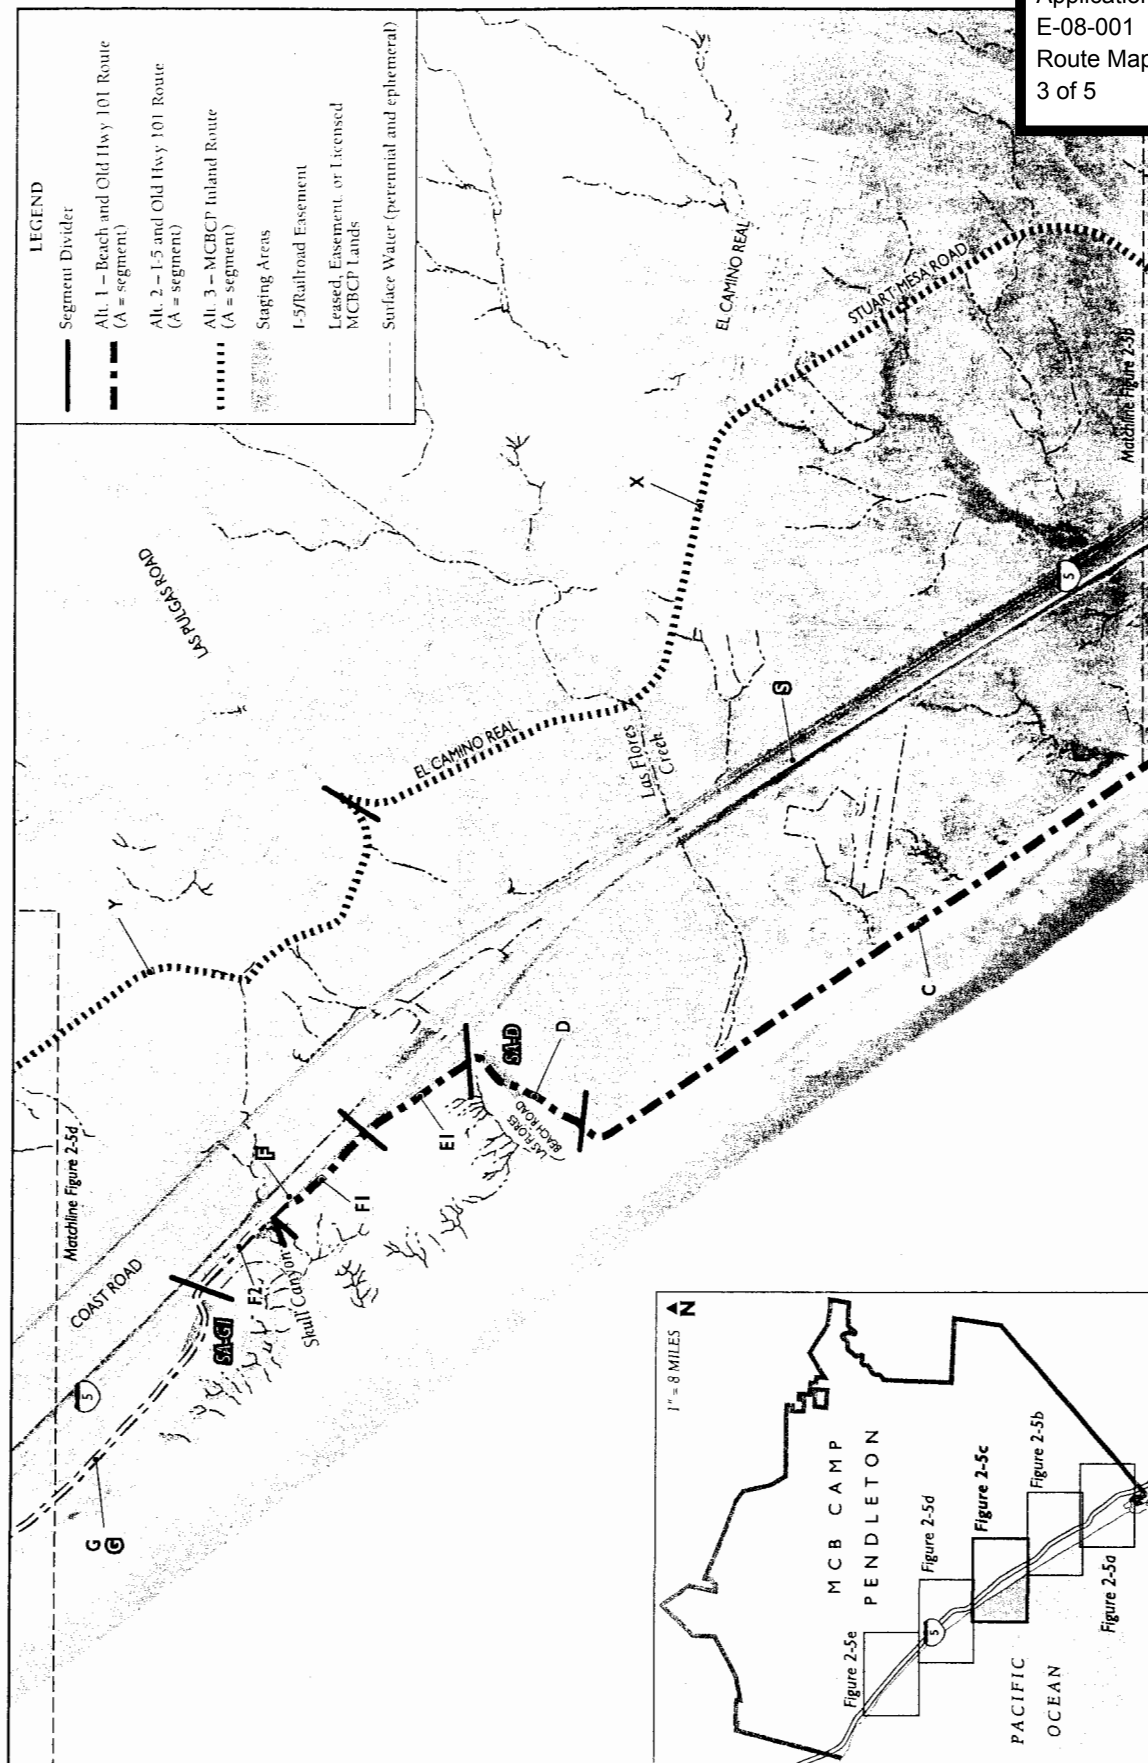 Application
E-08-001
Route Map
3 of 5
LEGEND
Segment Divider
Alt. 1 – Beach and Old Hwy 101 Route
(A = segment)
Alt. 2 – I-5 and Old Hwy 101 Route
(A = segment)
Alt. 3 – MCBCP Inland Route
(A = segment)
Staging Areas
I-5/Railroad Easement
Leased, Easement, or Licensed
MCBCP Lands
Surface Water (perennial and ephemeral)
EL CAMINO REAL
STUART MESA ROAD
Matchline Figure 2-5b
X
LAS PULGAS ROAD
EL CAMINO REAL
Las Flores
Creek
S
5
C
Y
D
LAS FLORES
BEACH ROAD
E1
F
F1
F2
Skull Canyon
SA-G1
Matchline Figure 2-5d
COAST ROAD
5
G
G
1" = 8 MILES
N
MCB CAMP
PENDLETON
Figure 2-5e
Figure 2-5d
Figure 2-5c
Figure 2-5b
Figure 2-5a
5
PACIFIC
OCEAN